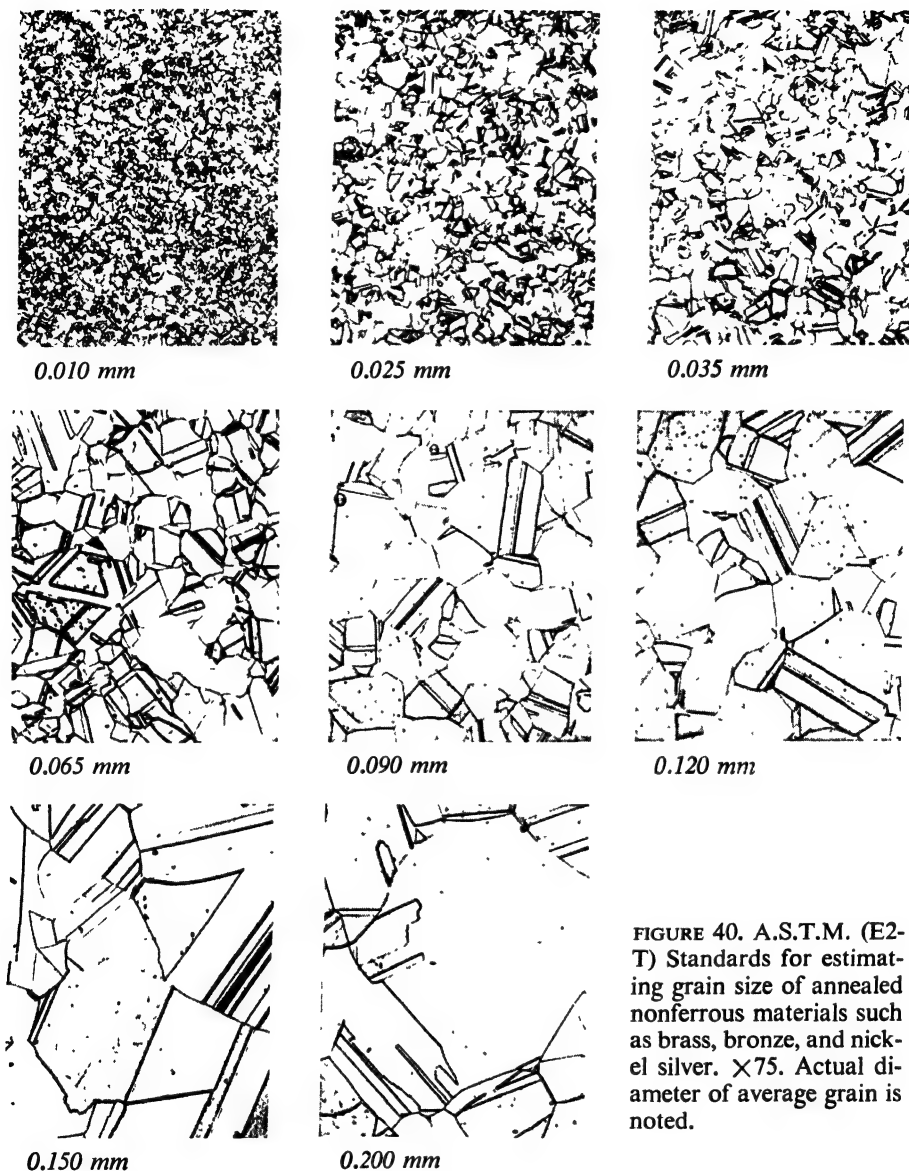 0.010 mm
0.025 mm
0.035 mm
0.065 mm
0.090 mm
0.120 mm
0.150 mm
0.200 mm
FIGURE 40. A.S.T.M. (E2-
T) Standards for estimat-
ing grain size of annealed
nonferrous materials such
as brass, bronze, and nick-
el silver. ×75. Actual di-
ameter of average grain is
noted.